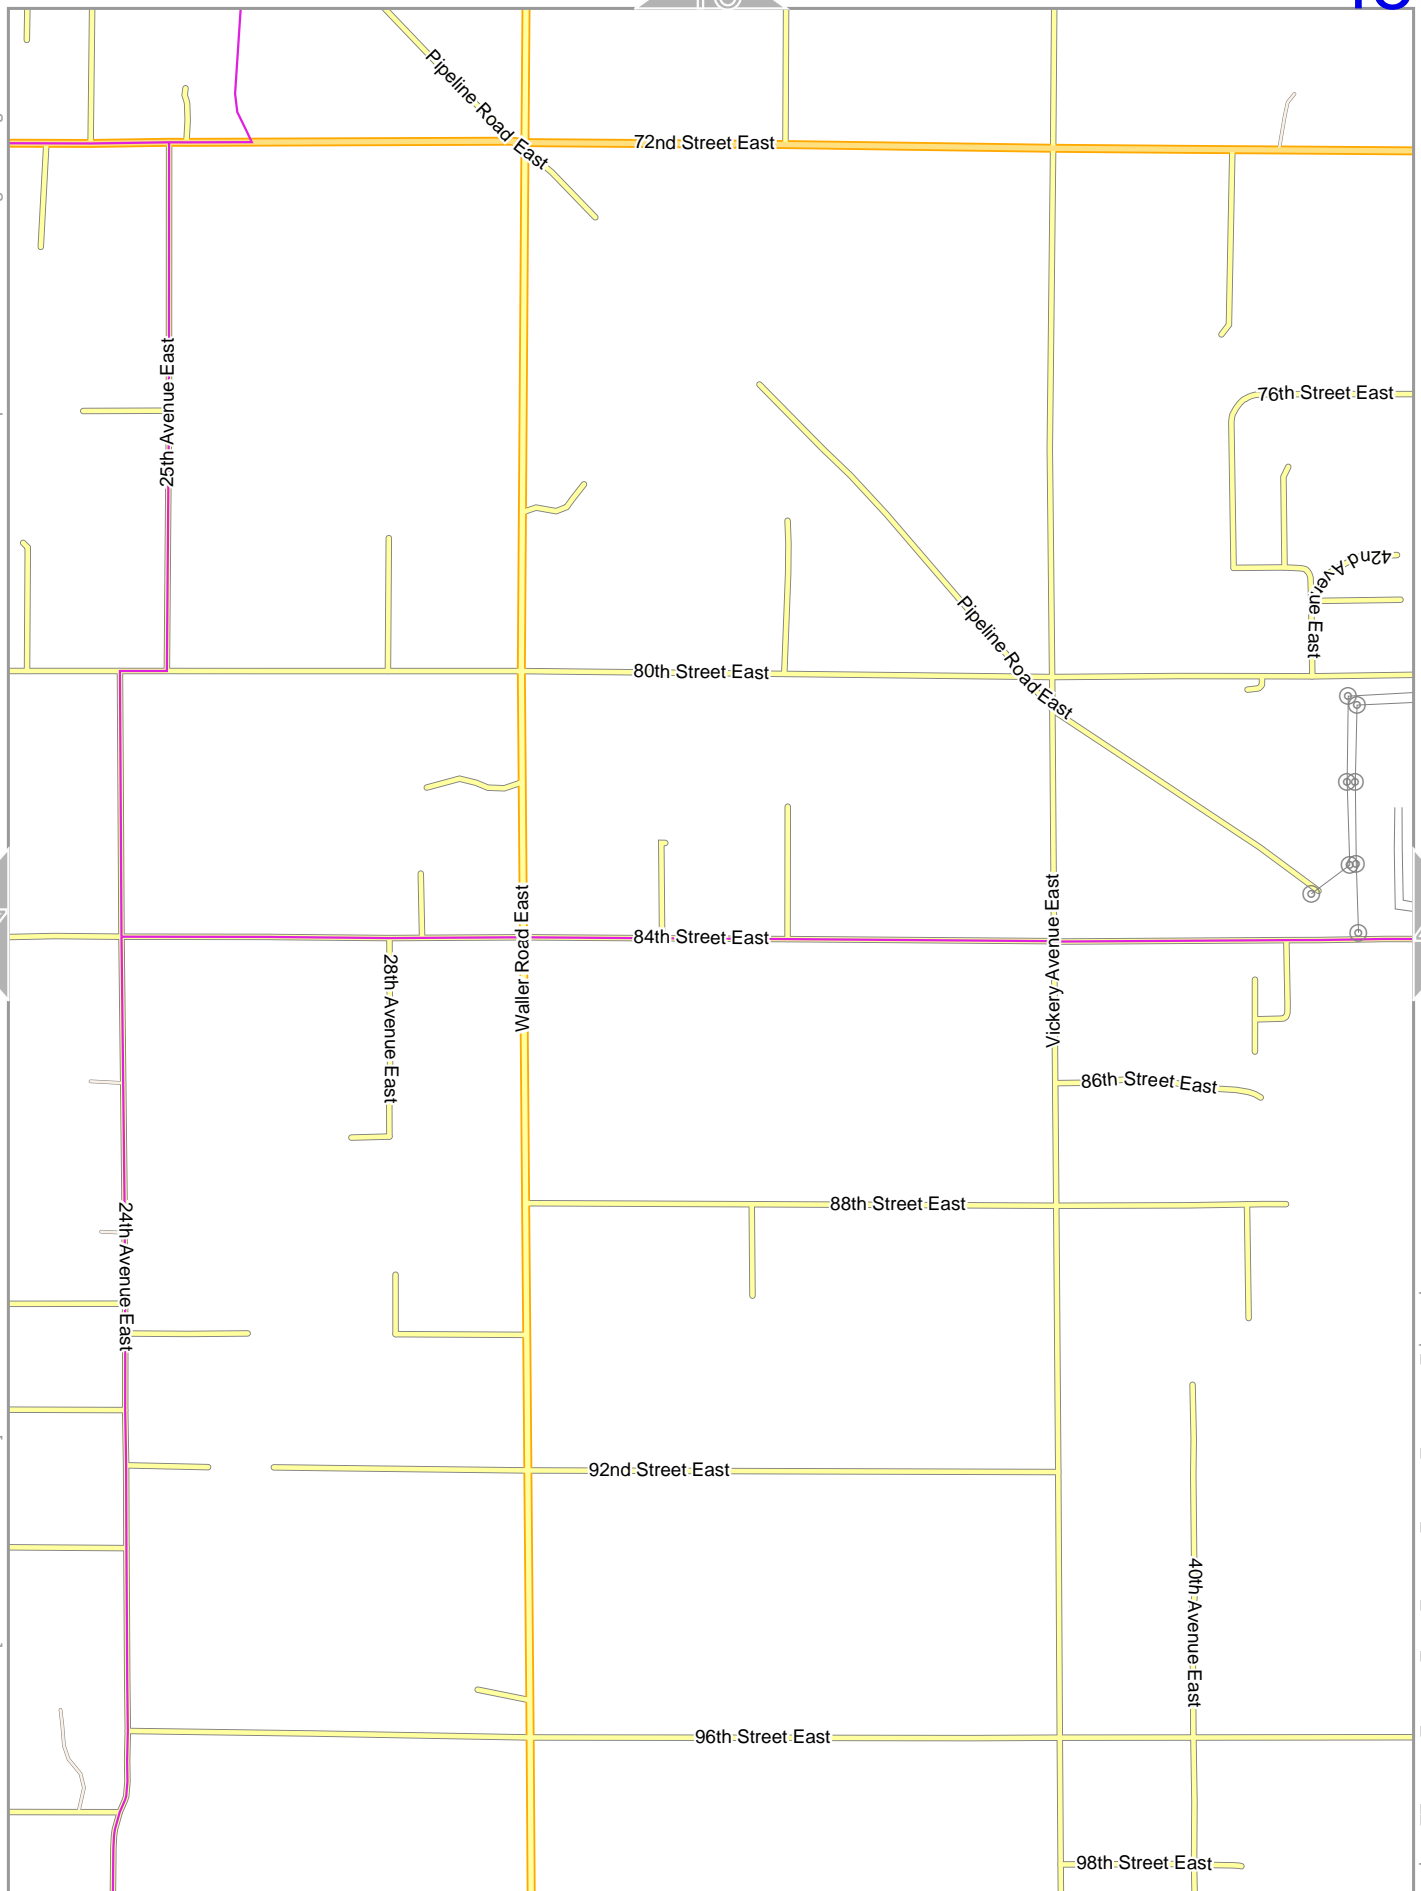 Pipeline Road East
72nd Street East
25th Avenue East
76th Street East
42nd Avenue East
Pipeline Road East
80th Street East
Waller Road East
84th Street East
Vickery Avenue East
28th Avenue East
86th Street East
88th Street East
24th Avenue East
92nd Street East
40th Avenue East
96th Street East
98th Street East